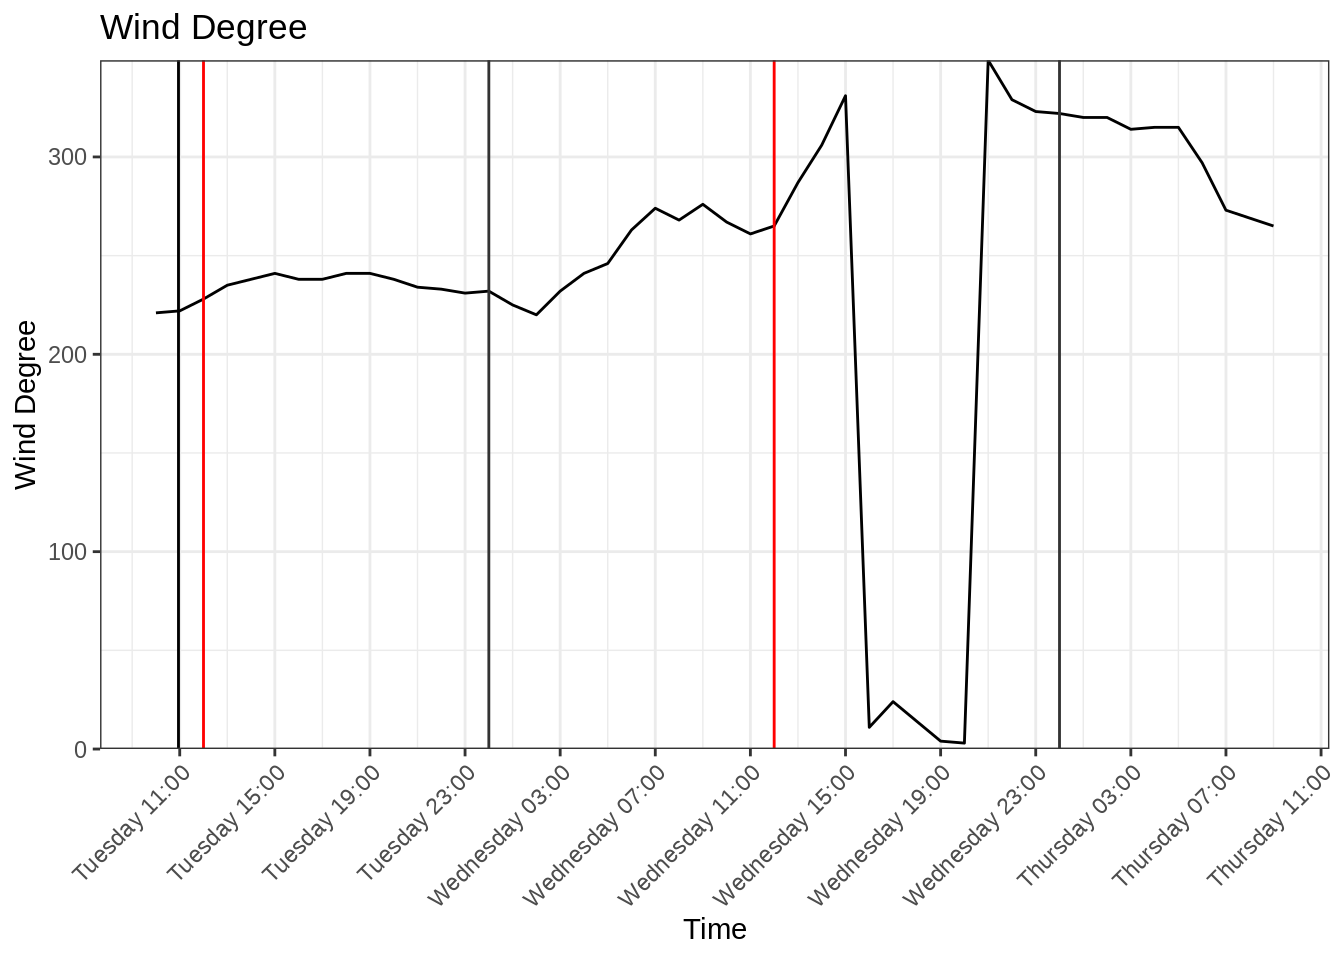 Wind Degree
Wind Degree
300
200
100
0
Tuesday 11:00
Tuesday 15:00
Tuesday 19:00
Tuesday 23:00
Wednesday 03:00
Wednesday 07:00
Wednesday 11:00
Wednesday 15:00
Wednesday 19:00
Wednesday 23:00
Thursday 03:00
Thursday 07:00
Thursday 11:00
Time